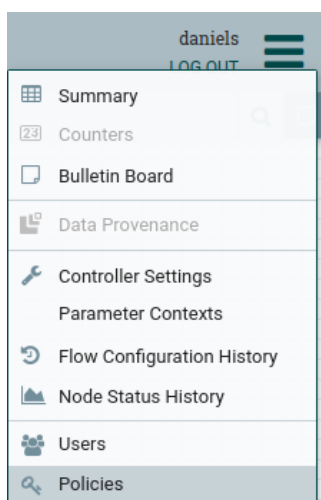 daniels
LOG OUT
Summary
23 Counters
Bulletin Board
Data Provenance
Controller Settings
Parameter Contexts
Flow Configuration History
Node Status History
Users
Policies